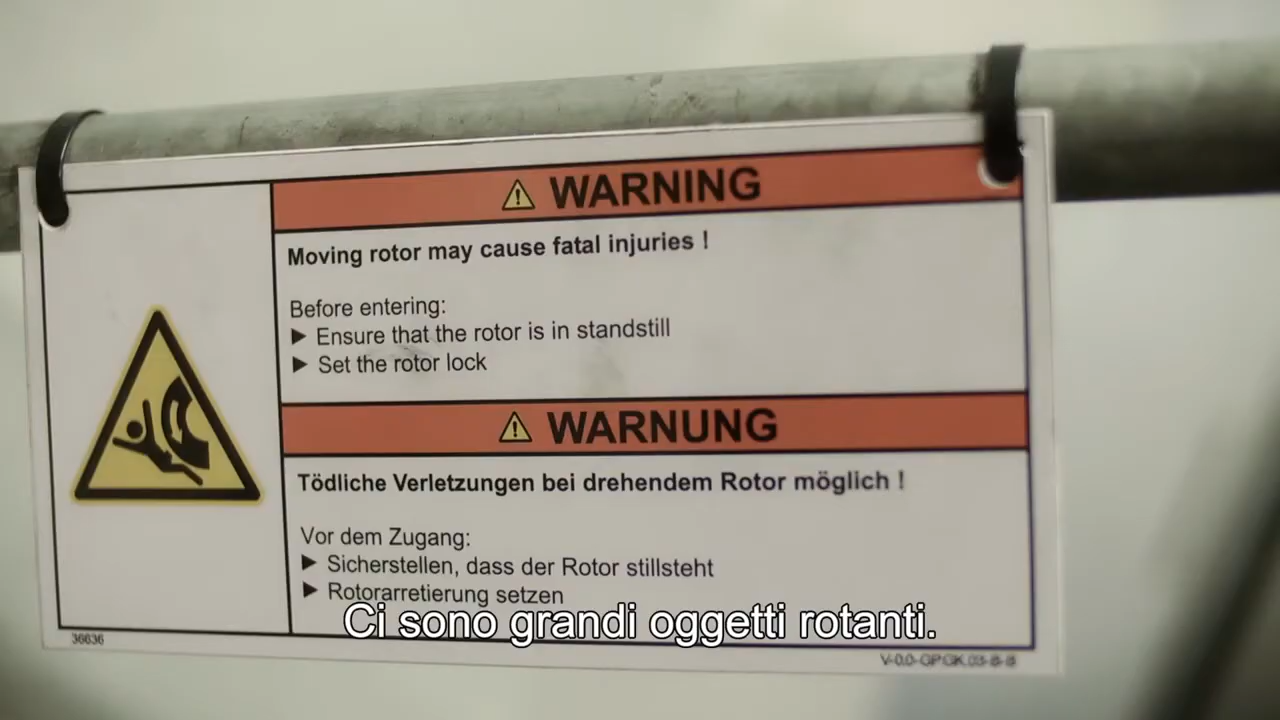 WARNING
Moving rotor may cause fatal injuries !
Before entering:
Ensure that the rotor is in standstill
Set the rotor lock
WARNUNG
Tödliche Verletzungen bei drehendem Rotor möglich !
Vor dem Zugang:
Sicherstellen, dass der Rotor stillsteht
Rotorarretierung setzen
Ci sono grandi oggetti rotanti.
36636